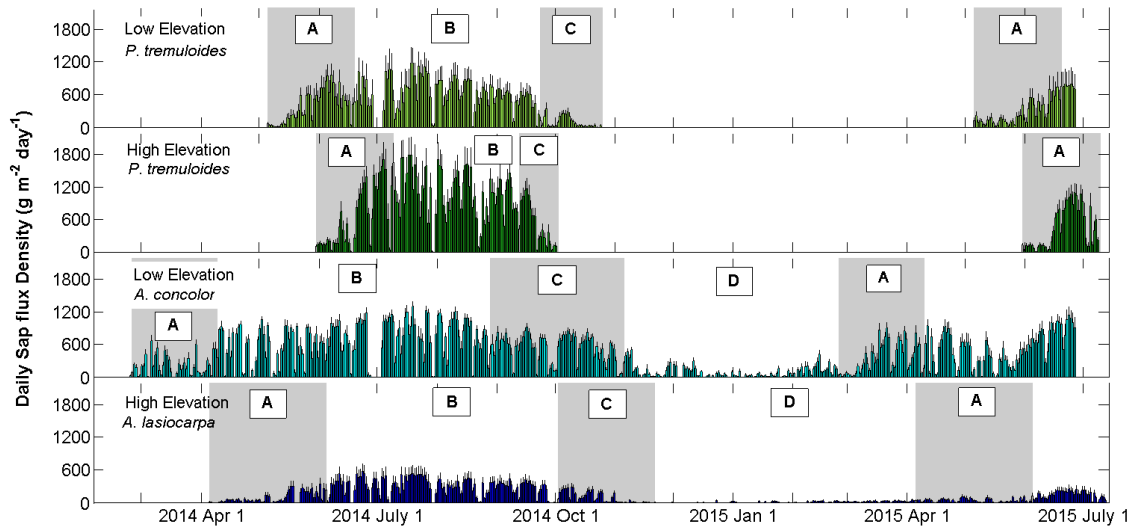 Daily Sap flux Density (g m-2 day-1)
1800
1200
600
0
Low Elevation
P. tremuloides
A
B
C
A
1800
1200
600
0
High Elevation
P. tremuloides
A
B
C
A
1800
1200
600
0
Low Elevation
A. concolor
A
B
C
D
A
1800
1200
600
0
High Elevation
A. lasiocarpa
A
B
C
D
A
2014 Apr 1
2014 July 1
2014 Oct 1
2015 Jan 1
2015 Apr 1
2015 July 1